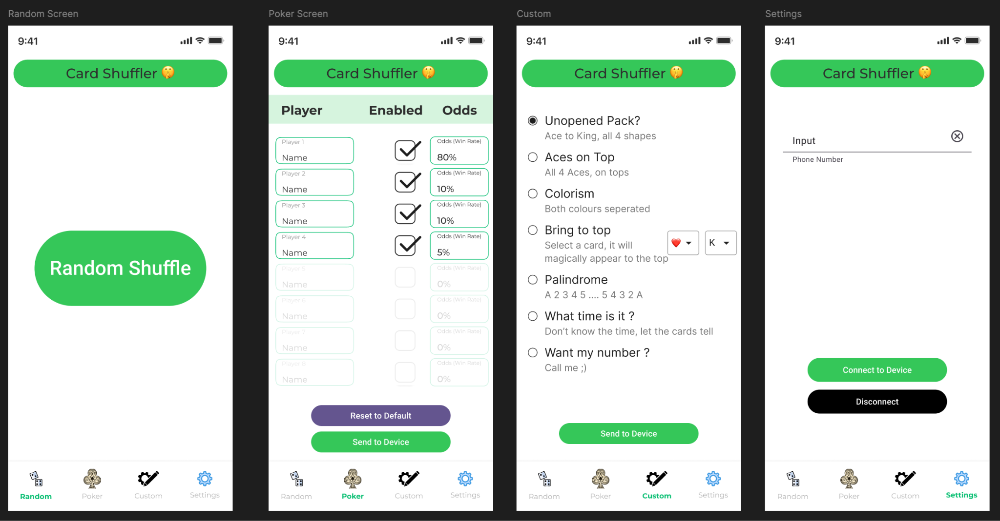 Random Screen
9:41
Card Shuffler 🤫
Random Shuffle
Random
Poker
Custom
Settings
Poker Screen
9:41
Card Shuffler 🤫
Player Enabled Odds
Player 1 Odds (Win Rate)
Name 80%
Player 2 Odds (Win Rate)
Name 10%
Player 3 Odds (Win Rate)
Name 10%
Player 4 Odds (Win Rate)
Name 5%
Player 5 Odds (Win Rate)
Name 0%
Player 6 Odds (Win Rate)
Name 0%
Player 7 Odds (Win Rate)
Name 0%
Player 8 Odds (Win Rate)
Name 0%
Reset to Default
Send to Device
Random
Poker
Custom
Settings
Custom
9:41
Card Shuffler 🤫
Unopened Pack?
Ace to King, all 4 shapes
Aces on Top
All 4 Aces, on tops
Colorism
Both colours seperated
Bring to top
Select a card, it will
magically appear to the top
❤️ K
Palindrome
A 2 3 4 5 .... 5 4 3 2 A
What time is it ?
Don't know the time, let the cards tell
Want my number ?
Call me ;)
Send to Device
Random
Poker
Custom
Settings
Settings
9:41
Card Shuffler 🤫
Input
Phone Number
Connect to Device
Disconnect
Random
Poker
Custom
Settings